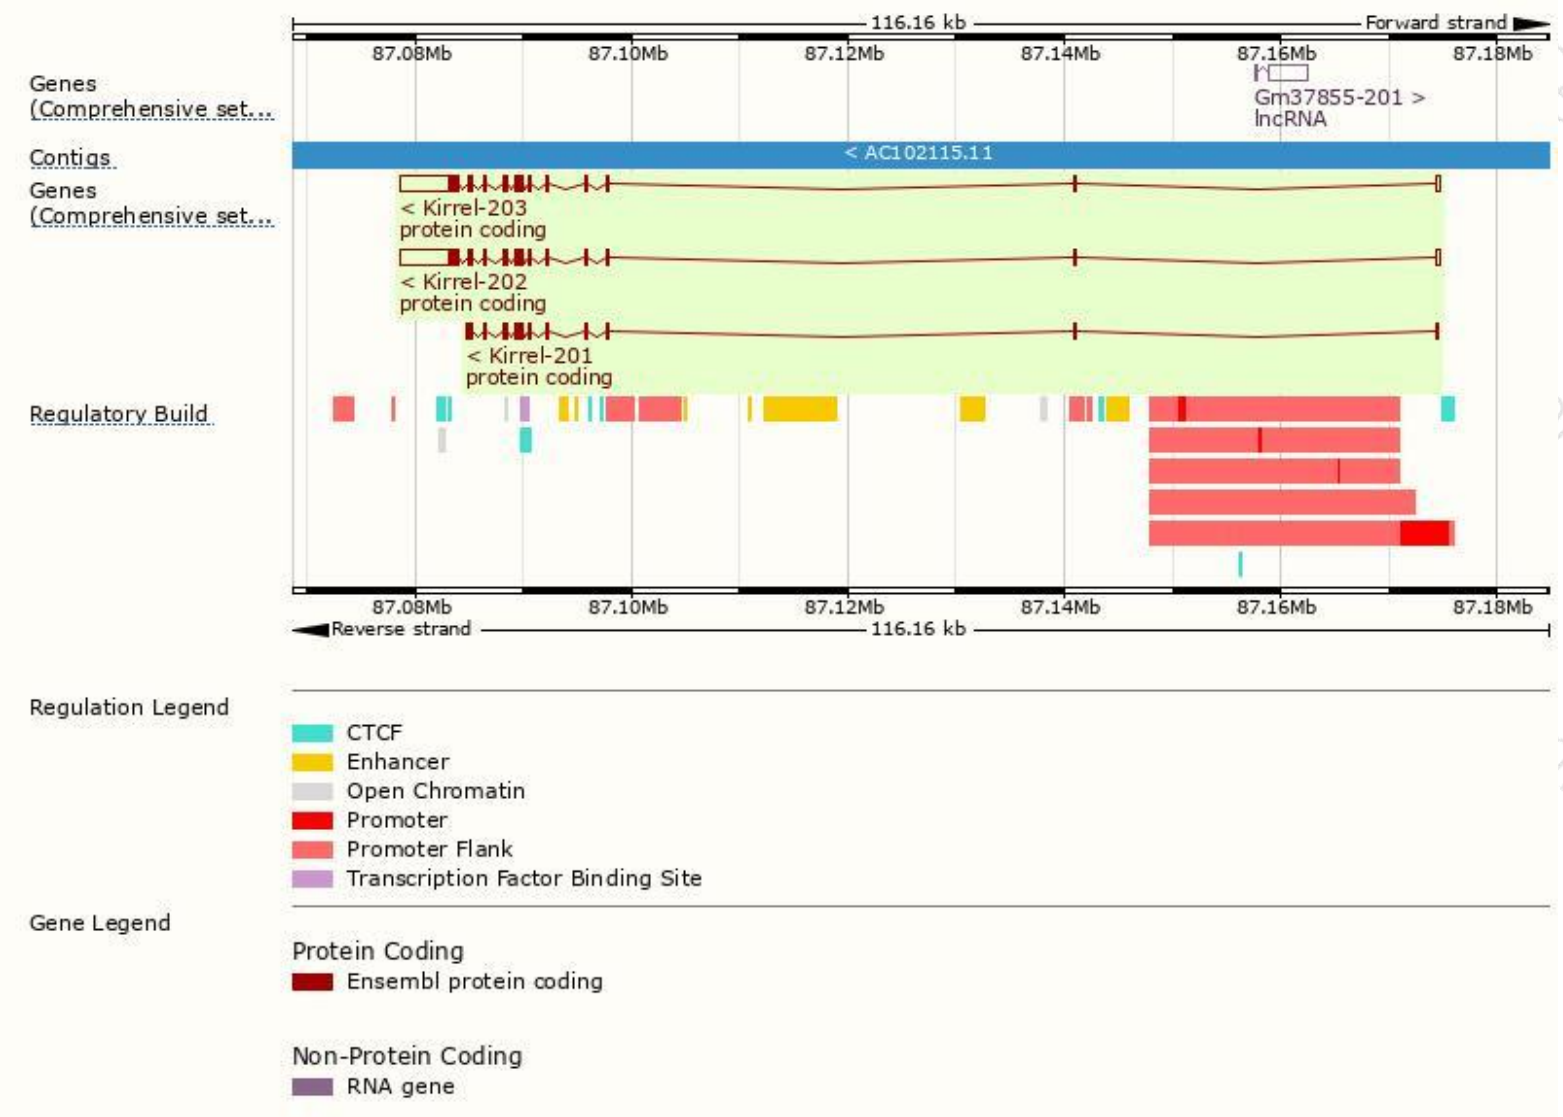 116.16 kb
Forward strand
87.08Mb 87.10Mb 87.12Mb 87.14Mb 87.16Mb 87.18Mb
Genes
(Comprehensive set...
Gm37855-201 >
lncRNA
Contigs
< AC102115.11
Genes
(Comprehensive set...
< Kirrel-203
protein coding
< Kirrel-202
protein coding
< Kirrel-201
protein coding
Regulatory Build
87.08Mb 87.10Mb 87.12Mb 87.14Mb 87.16Mb 87.18Mb
Reverse strand
116.16 kb
Regulation Legend
CTCF
Enhancer
Open Chromatin
Promoter
Promoter Flank
Transcription Factor Binding Site
Gene Legend
Protein Coding
Ensembl protein coding
Non-Protein Coding
RNA gene